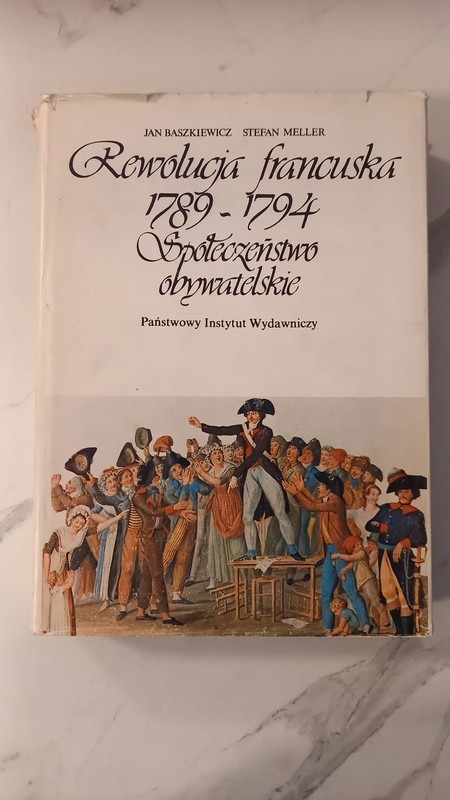 JAN BASZKIEWICZ STEFAN MELLER
Rewolucja francuska
1789-1794
Społeczeństwo
obywatelskie
Państwowy Instytut Wydawniczy